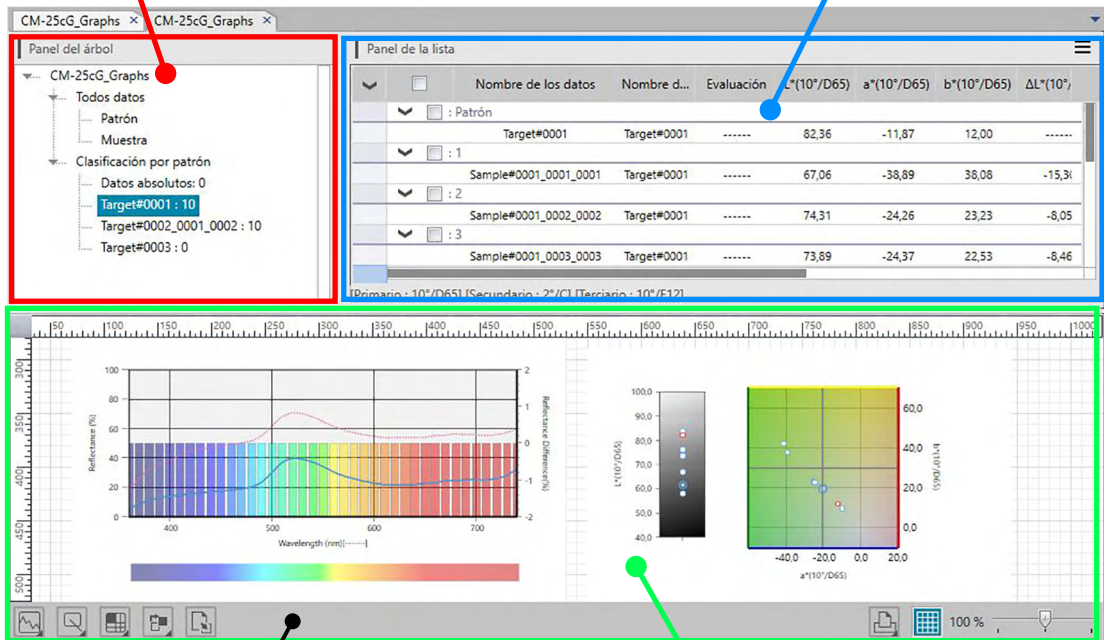 CM-25cG_Graphs × CM-25cG_Graphs ×
Panel del árbol
CM-25cG_Graphs
Todos datos
Patrón
Muestra
Clasificación por patrón
Datos absolutos: 0
Target#0001 : 10
Target#0002_0001_0002 : 10
Target#0003 : 0
Panel de la lista
Nombre de los datos Nombre d... Evaluación L*(10°/D65) a*(10°/D65) b*(10°/D65) ΔL*(10°/
: Patrón
Target#0001 Target#0001 ------ 82,36 -11,87 12,00 ------
: 1
Sample#0001_0001_0001 Target#0001 ------ 67,06 -38,89 38,08 -15,30
: 2
Sample#0001_0002_0002 Target#0001 ------ 74,31 -24,26 23,23 -8,05
: 3
Sample#0001_0003_0003 Target#0001 ------ 73,89 -24,37 22,53 -8,46
[Primario : 10°/D65] [Secundario : 2°/C] [Terciario : 10°/F12]
50 100 150 200 250 300 350 400 450 500 550 600 650 700 750 800 850 900 950 1000
300
350
400
450
500
Reflectance (%)
100
80
60
40
20
0
2
1
0
-1
-2
Reflectance Difference(%)
400 500 600 700
Wavelength (nm)[-------]
L*(10°/D65)
100,0
90,0
80,0
70,0
60,0
50,0
40,0
60,0
40,0
20,0
0,0
b*(10°/D65)
-40,0 -20,0 0,0 20,0
a*(10°/D65)
100 %